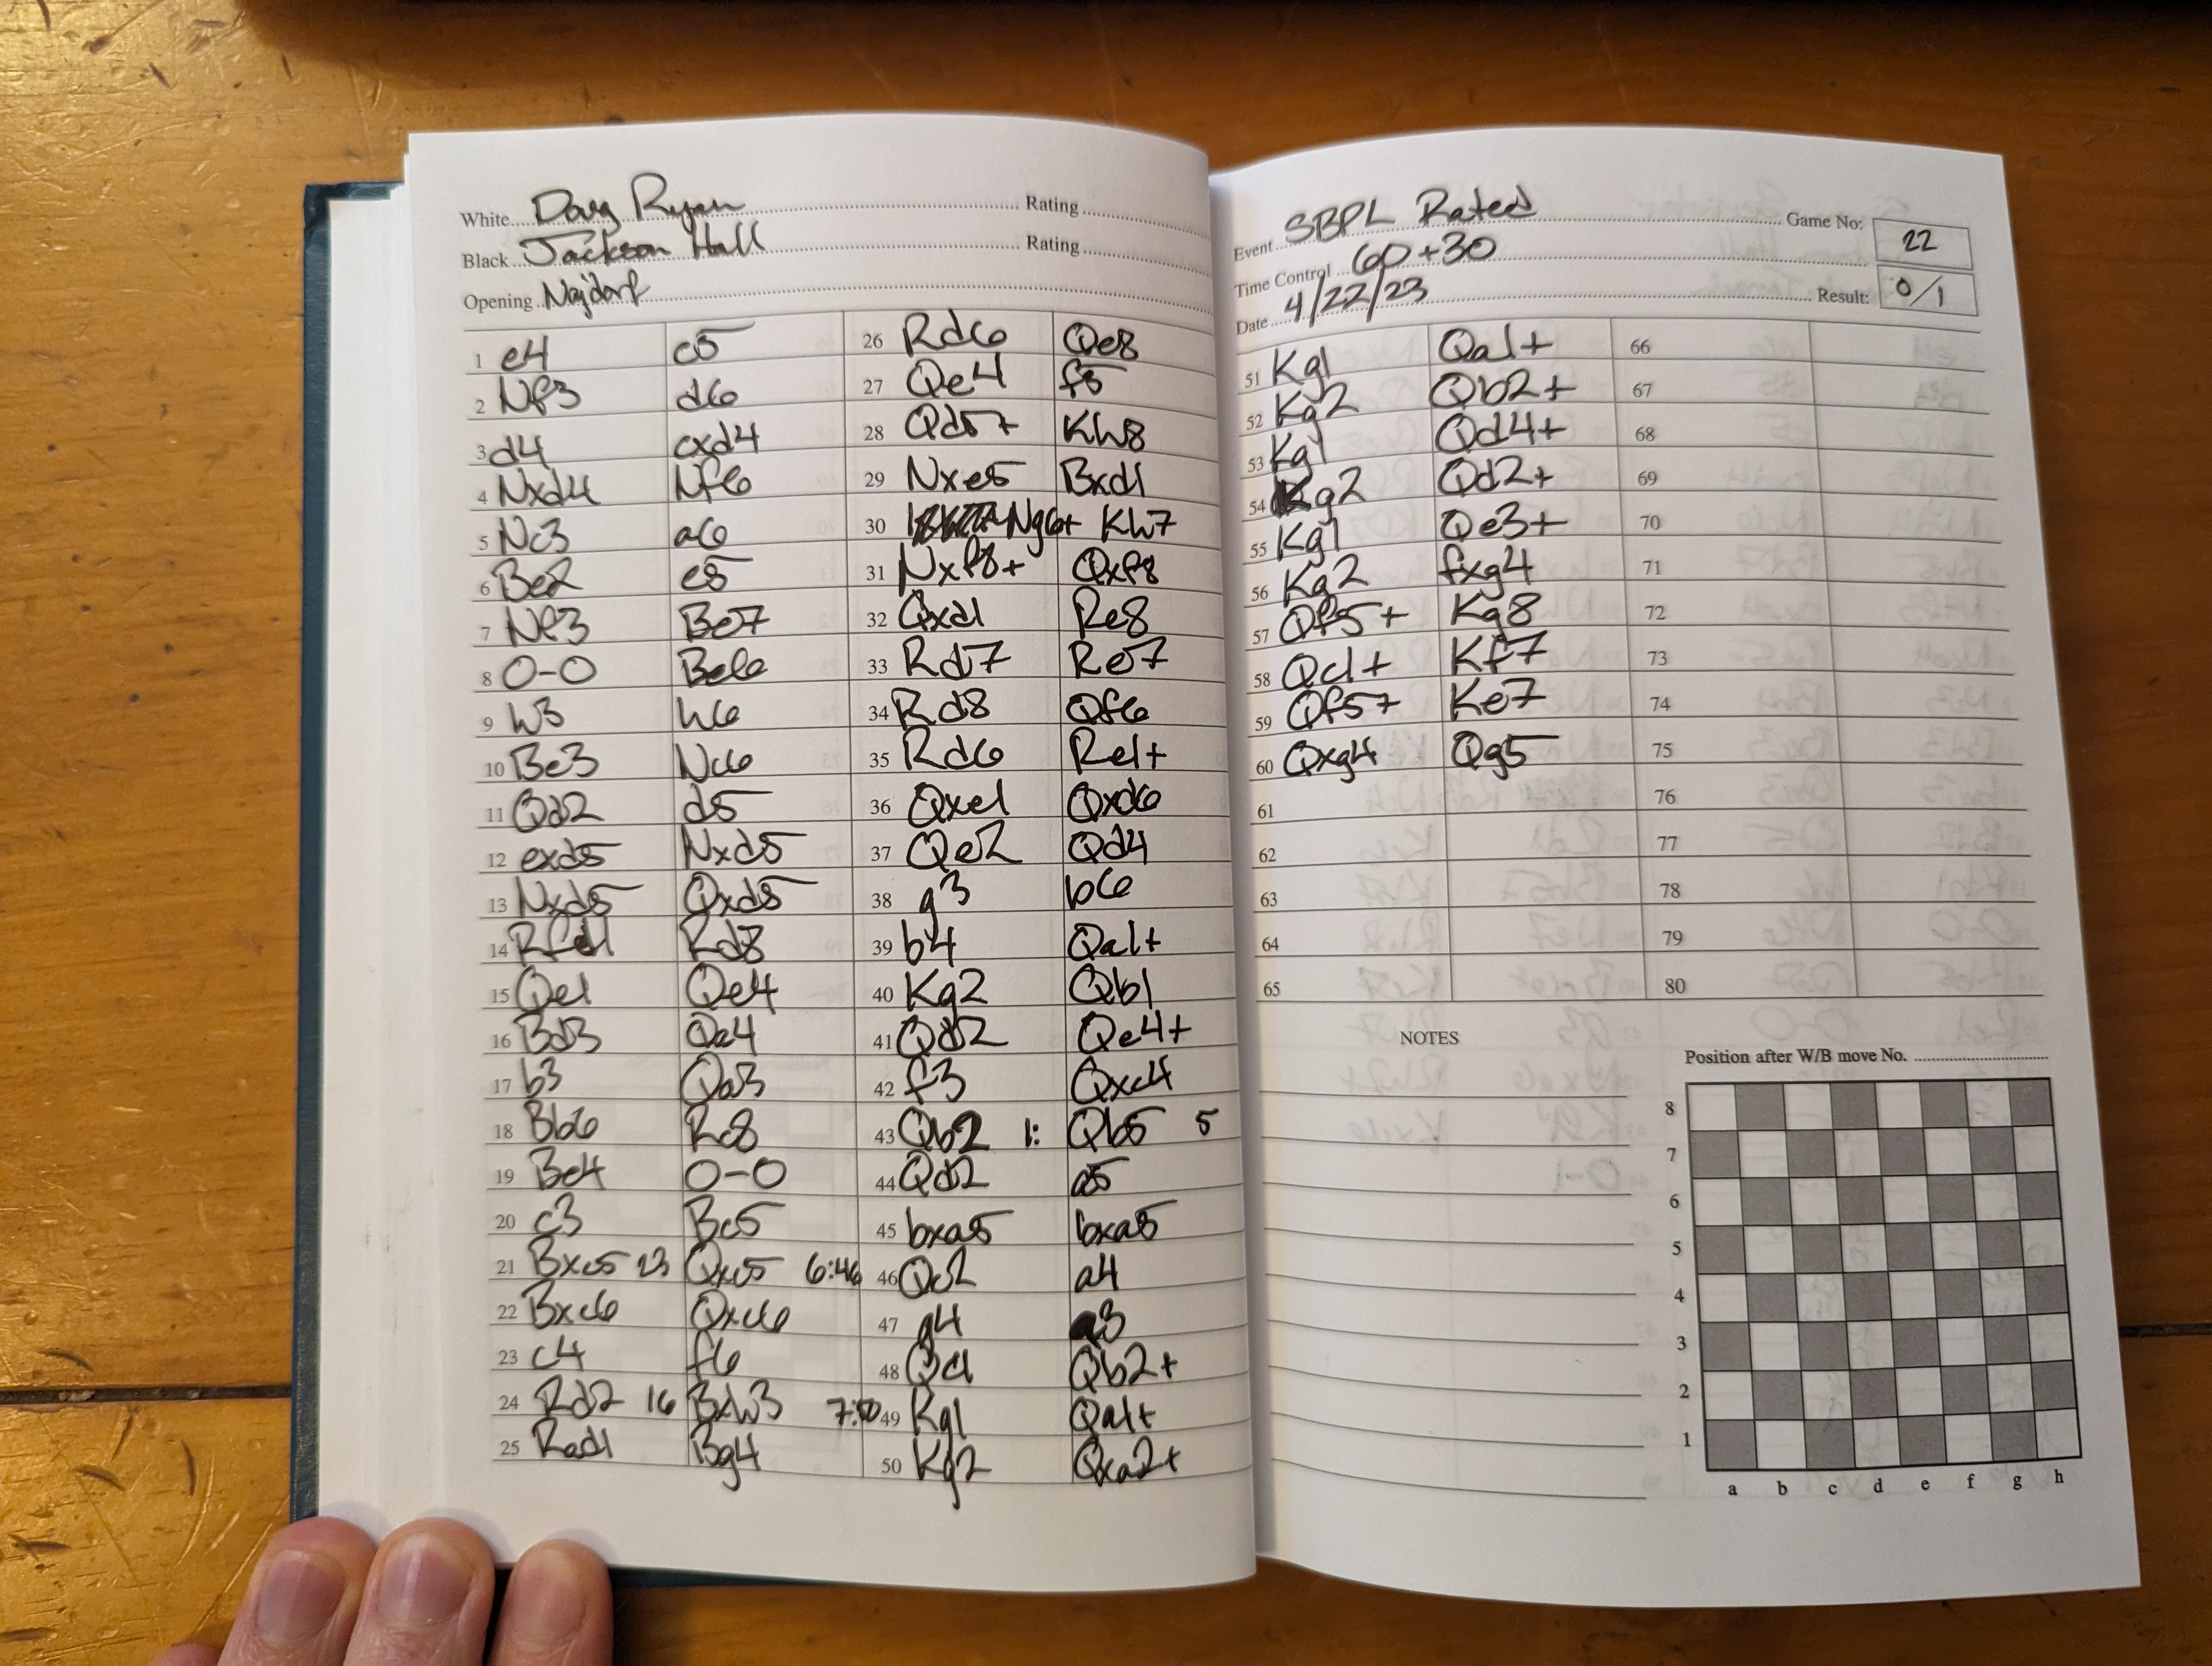 White Doug Ryan Rating
Black Jackson Hall Rating
Opening Najdorf
1 e4 c5
2 Nf3 d6
3 d4 cxd4
4 Nxd4 Nf6
5 Nc3 a6
6 Be2 e5
7 Nf3 Be7
8 O-O Be6
9 h3 h6
10 Be3 Nc6
11 Qd2 d5
12 exd5 Nxd5
13 Nxd5 Qxd5
14 Rfd1 Rd8
15 Qe1 Qe4
16 Bd3 Qa4
17 b3 Qa3
18 Bb6 Rc8
19 Be4 O-O
20 c3 Bc5
21 Bxc5 23 Qxc5 6:46
22 Bxc6 Qxc6
23 c4 f6
24 Rd2 16 Bxh3 7:50
25 Rad1 Bg4
26 Rd6 Qe8
27 Qe4 f5
28 Qd5+ Kh8
29 Nxe5 Bxd1
30 Ng6+ Kh7
31 Nxf8+ Qxf8
32 Qxd1 Re8
33 Rd7 Re7
34 Rd8 Qf6
35 Rd6 Re1+
36 Qxe1 Qxd6
37 Qe2 Qd4
38 g3 b6
39 b4 Qa1+
40 Kg2 Qb1
41 Qd2 Qe4+
42 f3 Qxc4
43 Qb2 1: Qb5 5
44 Qd2 a5
45 bxa5 bxa5
46 Qc2 a4
47 g4 a3
48 Qc1 Qb2+
49 Kg1 Qa1+
50 Kg2 Qxa2+
Event SBPL Rated Game No: 22
Time Control 60+30
Date 4/22/23 Result: 0/1
51 Kg1 Qa1+
52 Kg2 Qb2+
53 Kg1 Qd4+
54 Kg2 Qd2+
55 Kg1 Qe3+
56 Kg2 fxg4
57 Qf5+ Kg8
58 Qc1+ Kf7
59 Qf5+ Ke7
60 Qxg4 Qg5
61
62
63
64
65
66
67
68
69
70
71
72
73
74
75
76
77
78
79
80
NOTES
Position after W/B move No.
8
7
6
5
4
3
2
1
a b c d e f g h